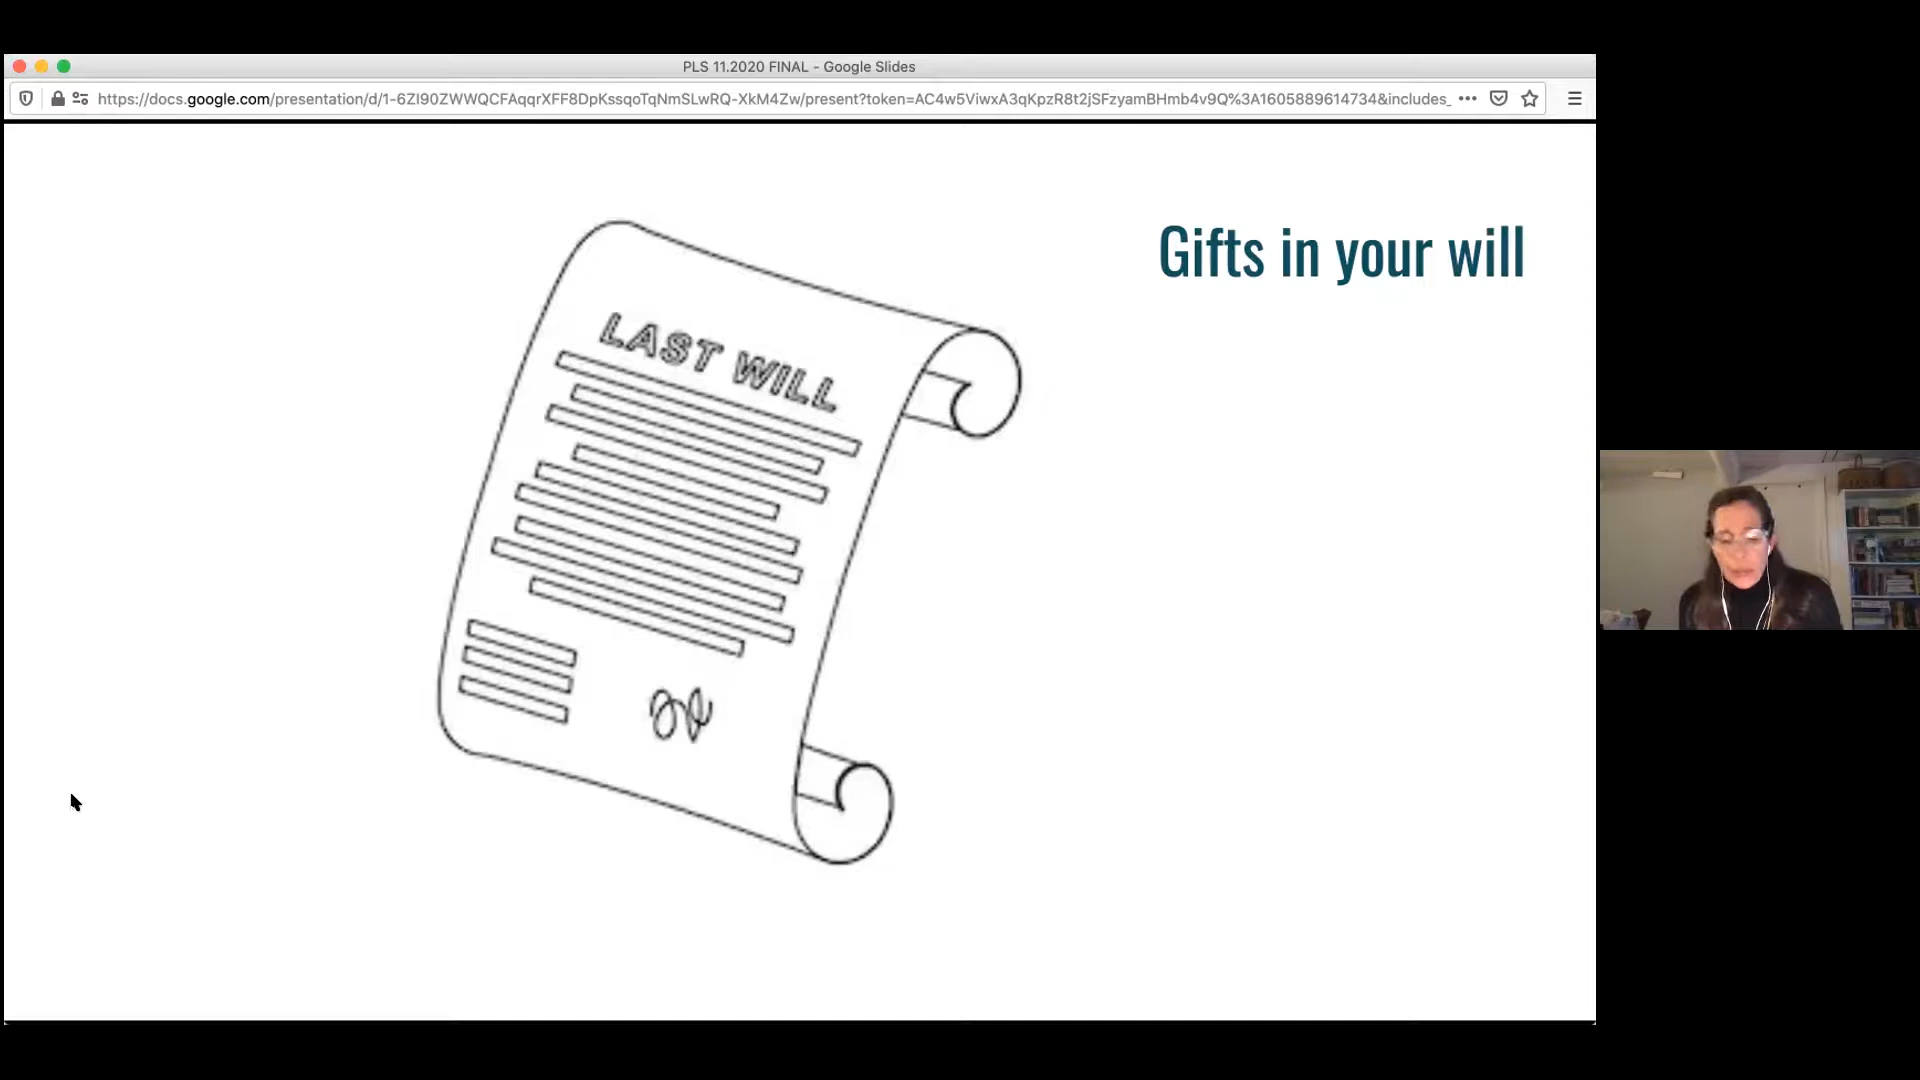 PLS 11.2020 FINAL - Google Slides
https://docs.google.com/presentation/d/1-6ZI90ZWWQCFAqqrXFF8DpKssqoTqNmSLwRQ-XkM4Zw/present?token=AC4w5ViwxA3qKpzR8t2jSFzyamBHmb4v9Q%3A1605889614734&includes_
Gifts in your will
LAST WILL